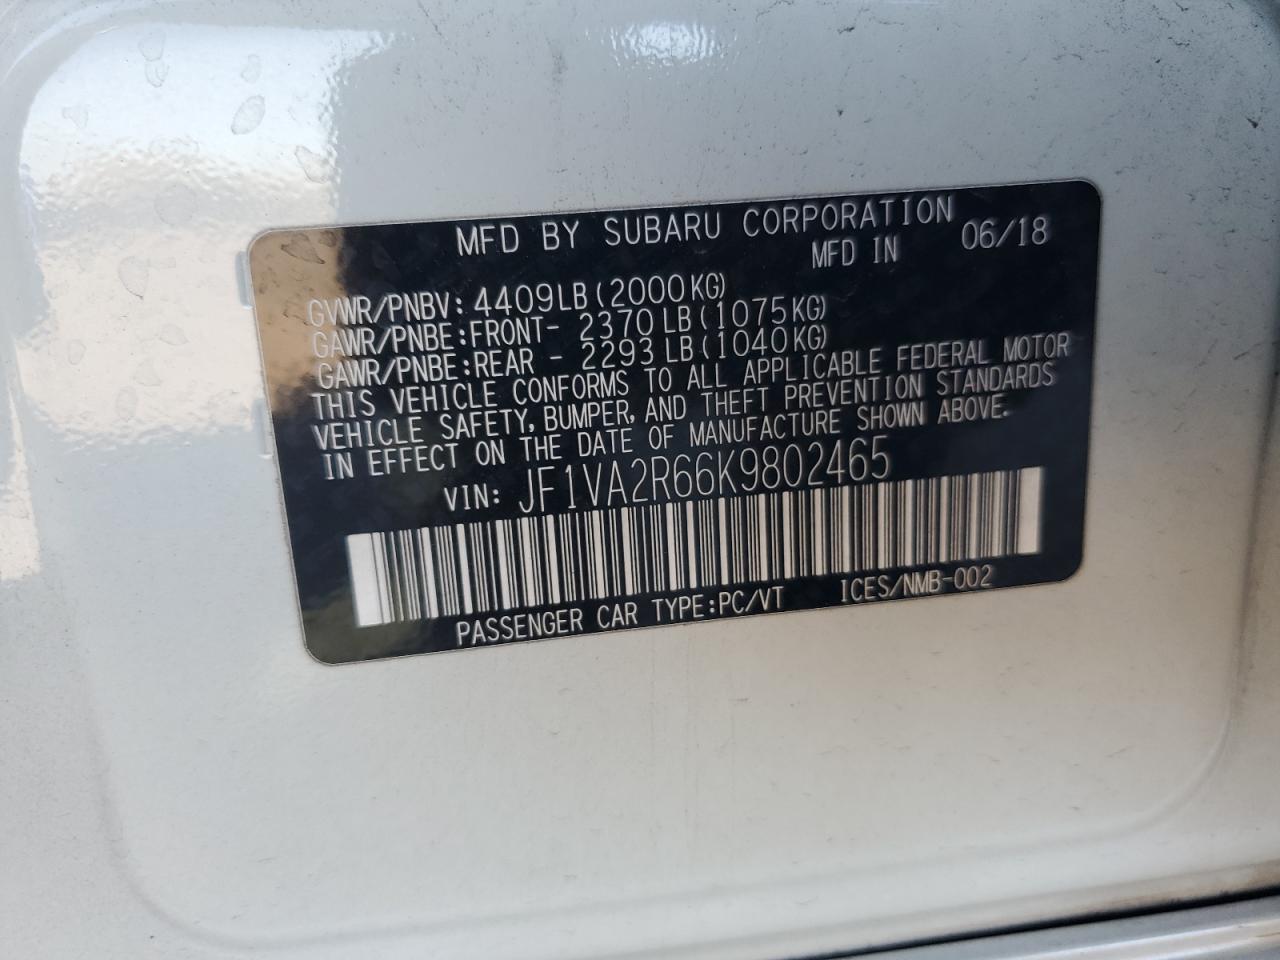 MFD BY SUBARU CORPORATION
MFD IN 06/18
GVWR/PNBV: 4409LB(2000KG)
GAWR/PNBE:FRONT- 2370LB(1075KG)
GAWR/PNBE:REAR - 2293LB(1040KG)
THIS VEHICLE CONFORMS TO ALL APPLICABLE FEDERAL MOTOR
VEHICLE SAFETY, BUMPER, AND THEFT PREVENTION STANDARDS
IN EFFECT ON THE DATE OF MANUFACTURE SHOWN ABOVE.
VIN: JF1VA2R66K9802465
PASSENGER CAR TYPE:PC/VT ICES/NMB-002